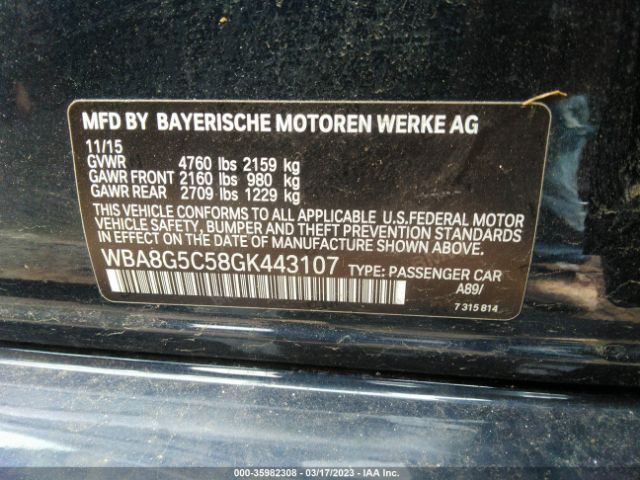 MFD BY BAYERISCHE MOTOREN WERKE AG
11/15
GVWR 4760 lbs 2159 kg
GAWR FRONT 2160 lbs 980 kg
GAWR REAR 2709 lbs 1229 kg
THIS VEHICLE CONFORMS TO ALL APPLICABLE U.S.FEDERAL MOTOR
VEHICLE SAFETY, BUMPER AND THEFT PREVENTION STANDARDS
IN EFFECT ON THE DATE OF MANUFACTURE SHOWN ABOVE.
WBA8G5C58GK443107 TYPE: PASSENGER CAR
A89/
7 315 814
000-35982308 - 03/17/2023 - IAA Inc.